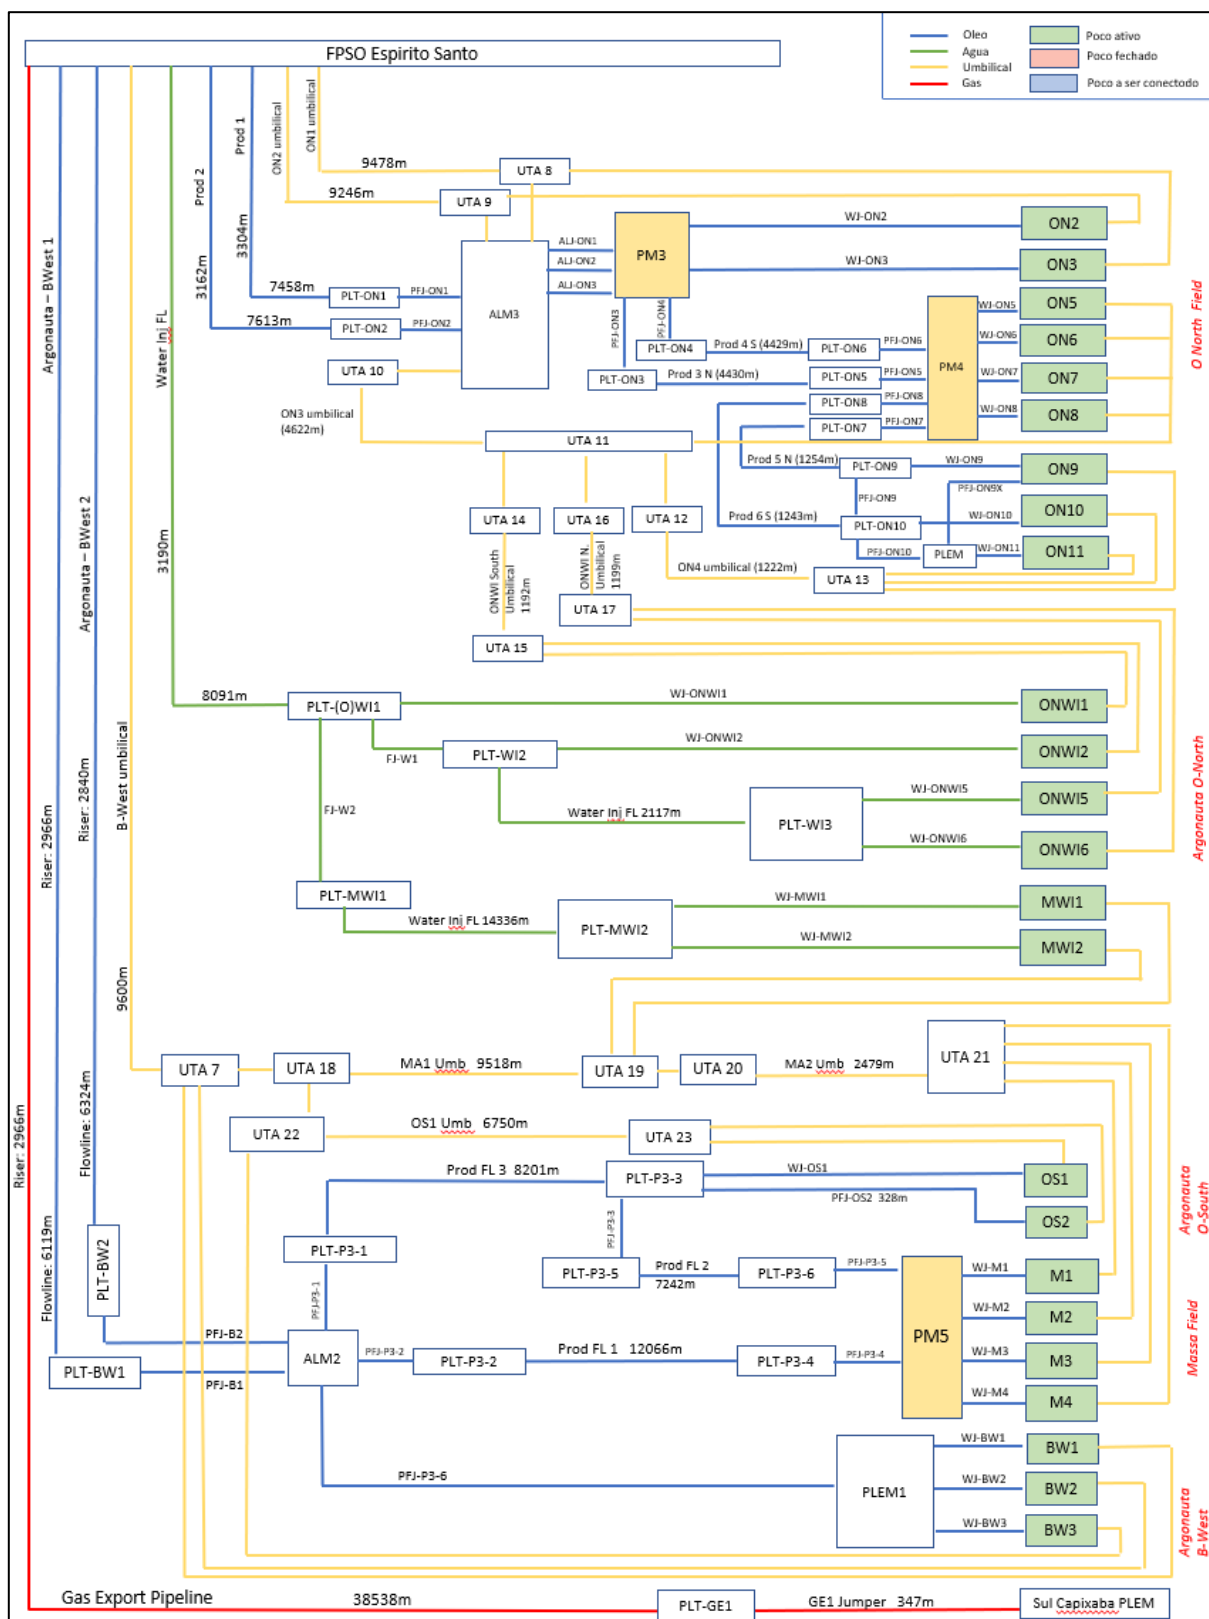 FPSO Espirito Santo
Oleo
Agua
Umbilical
Gas
Poco ativo
Poco fechado
Poco a ser conectodo
Argonauta – BWest 1
Argonauta – BWest 2
Prod 2
Prod 1
ON2 umbilical
ON1 umbilical
9478m
UTA 8
9246m
UTA 9
3304m
3162m
Water Inj FL
WJ-ON2
ON2
ALJ-ON1
ALJ-ON2
ALJ-ON3
PM3
WJ-ON3
ON3
7458m
PLT-ON1
PFJ-ON1
ALM3
7613m
PLT-ON2
PFJ-ON2
PFJ-ON3
PFJ-ON4
WJ-ON5
ON5
WJ-ON6
ON6
O North Field
PLT-ON4
Prod 4 S (4429m)
PLT-ON6
PFJ-ON6
PM4
UTA 10
PLT-ON3
Prod 3 N (4430m)
PLT-ON5
PFJ-ON5
WJ-ON7
ON7
PLT-ON8
PFJ-ON8
WJ-ON8
ON8
PLT-ON7
PFJ-ON7
ON3 umbilical
(4622m)
UTA 11
Prod 5 N (1254m)
PLT-ON9
WJ-ON9
ON9
PFJ-ON9
PFJ-ON9X
UTA 14
UTA 16
UTA 12
Prod 6 S (1243m)
PLT-ON10
WJ-ON10
ON10
PFJ-ON10
PLEM
WJ-ON11
ON11
3190m
ONWI South
Umbilical
1192m
ONWI N.
Umbilical
1199m
ON4 umbilical (1222m)
UTA 13
UTA 17
UTA 15
8091m
PLT-(O)WI1
WJ-ONWI1
ONWI1
FJ-W1
PLT-WI2
WJ-ONWI2
ONWI2
B-West umbilical
Riser: 2840m
Riser: 2966m
FJ-W2
Water Inj FL 2117m
PLT-WI3
WJ-ONWI5
ONWI5
WJ-ONWI6
ONWI6
Argonauta O-North
PLT-MWI1
Water Inj FL 14336m
PLT-MWI2
WJ-MWI1
MWI1
WJ-MWI2
MWI2
9600m
UTA 7
UTA 18
MA1 Umb 9518m
UTA 19
UTA 20
MA2 Umb 2479m
UTA 21
Riser: 2966m
Flowline: 6324m
Flowline: 6119m
UTA 22
OS1 Umb 6750m
UTA 23
Prod FL 3 8201m
PLT-P3-3
WJ-OS1
OS1
PFJ-OS2 328m
OS2
Argonauta
O-South
PLT-P3-1
PFJ-P3-3
PLT-BW2
PFJ-P3-1
PLT-P3-5
Prod FL 2
7242m
PLT-P3-6
PFJ-P3-5
PM5
WJ-M1
M1
WJ-M2
M2
WJ-M3
M3
WJ-M4
M4
Massa Field
PFJ-B2
ALM2
PFJ-P3-2
PLT-P3-2
Prod FL 1 12066m
PLT-P3-4
PFJ-P3-4
PLT-BW1
PFJ-B1
PFJ-P3-6
PLEM1
WJ-BW1
BW1
WJ-BW2
BW2
WJ-BW3
BW3
Argonauta
B-West
Gas Export Pipeline
38538m
PLT-GE1
GE1 Jumper 347m
Sul Capixaba PLEM